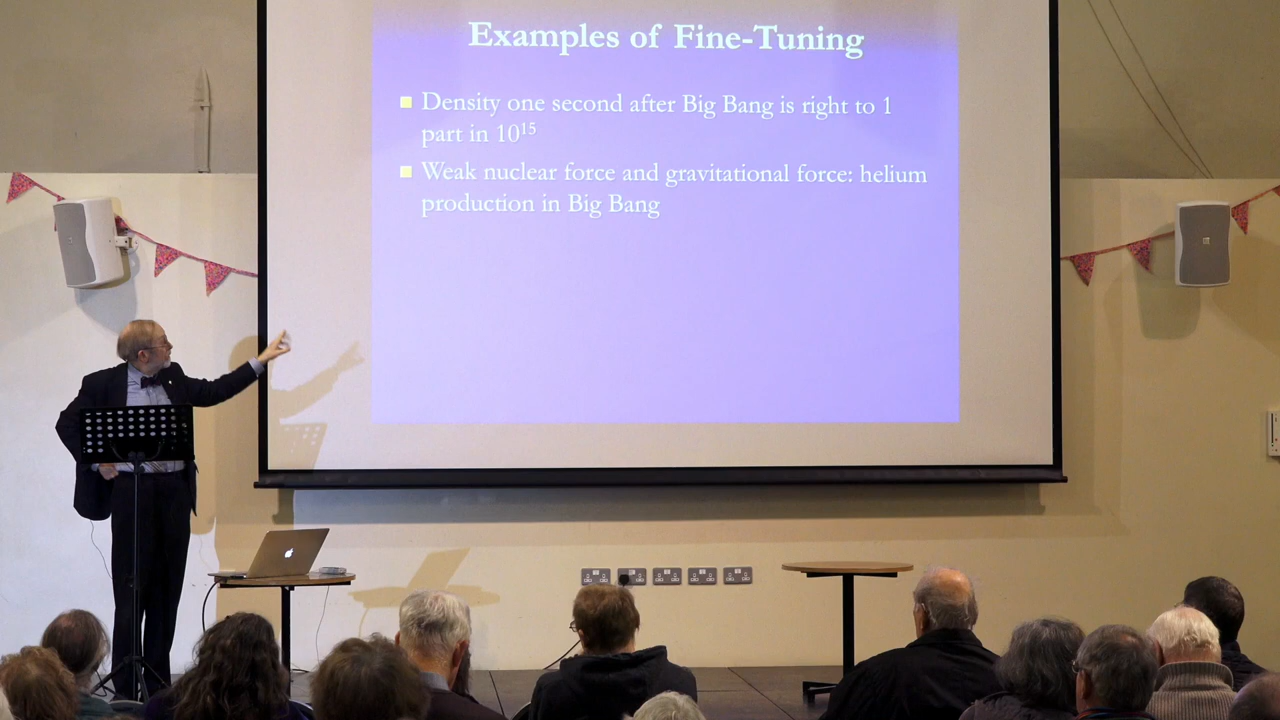 Examples of Fine-Tuning
Density one second after Big Bang is right to 1
part in 10¹⁵
Weak nuclear force and gravitational force: helium
production in Big Bang